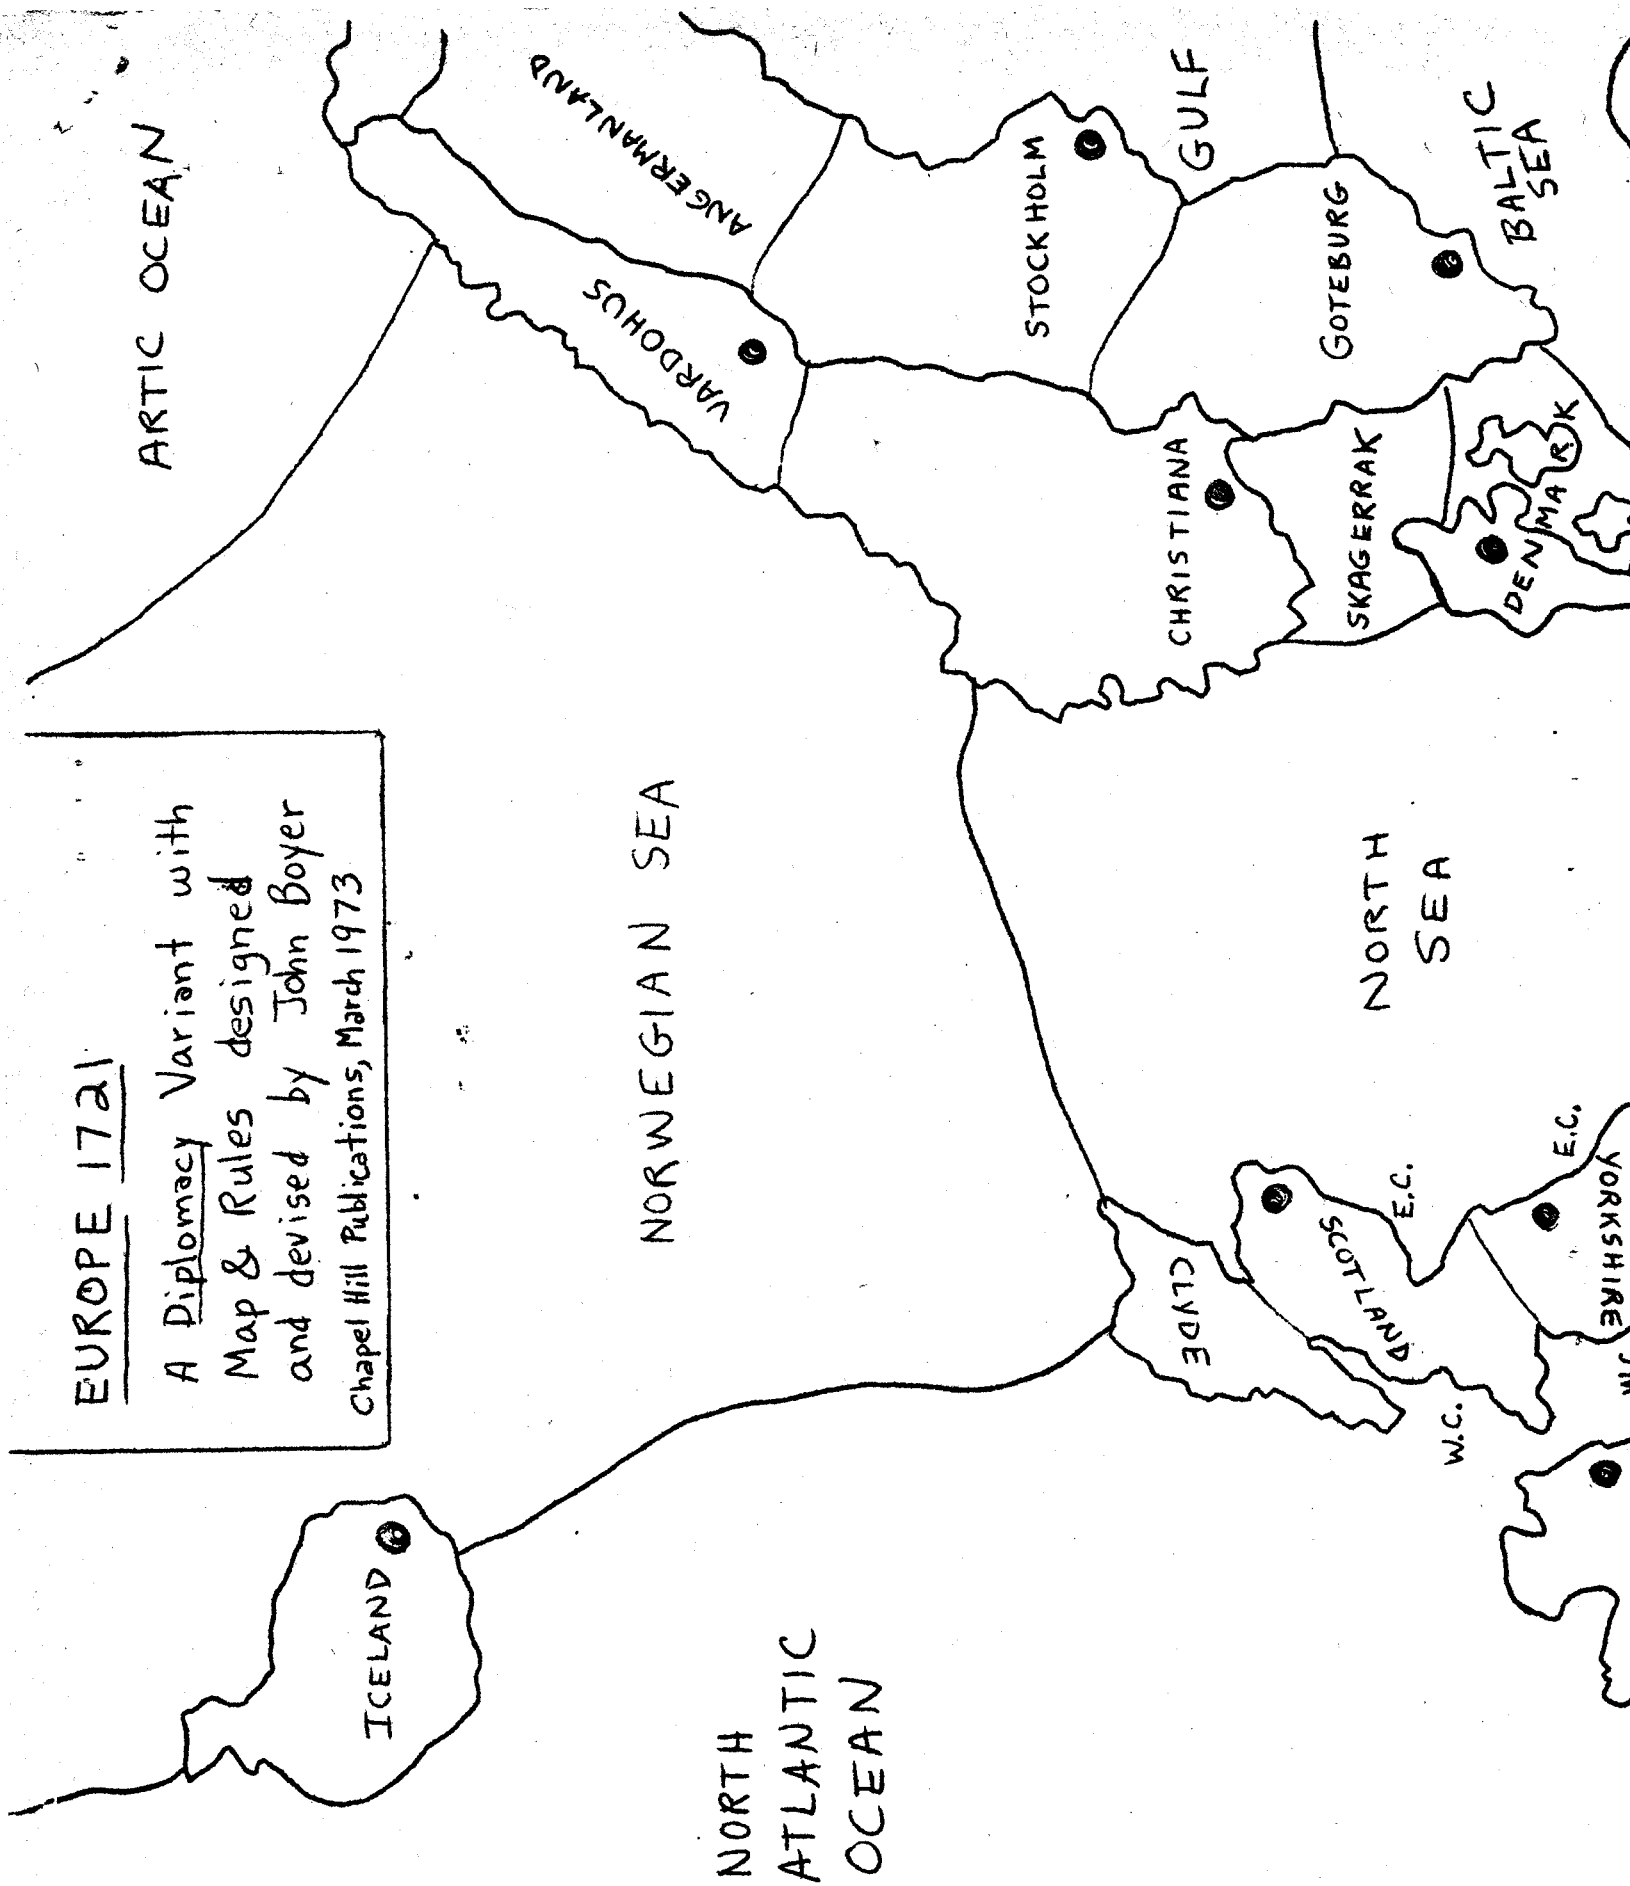 EUROPE 1721
A Diplomacy Variant with
Map & Rules designed
and devised by John Boyer
Chapel Hill Publications, March 1973
ARTIC OCEAN
ICELAND
NORWEGIAN SEA
VARDOHUS
ANGERMANLAND
NORTH
ATLANTIC
OCEAN
STOCKHOLM
CHRISTIANA
GULF
CLYDE
GOTEBURG
SKAGERRAK
NORTH
SEA
SCOTLAND
E.C.
W.C.
BALTIC
SEA
DENMARK
E.C.
YORKSHIRE